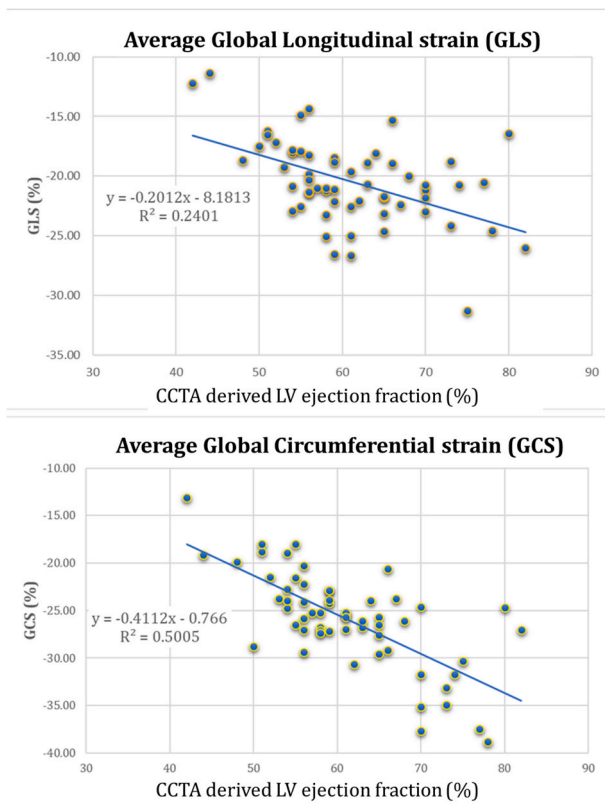 Average Global Longitudinal strain (GLS)
-10.00
-15.00
-20.00
-25.00
-30.00
-35.00
GLS (%)
y = -0.2012x - 8.1813
R² = 0.2401
30 40 50 60 70 80 90
CCTA derived LV ejection fraction (%)
Average Global Circumferential strain (GCS)
-10.00
-15.00
-20.00
-25.00
-30.00
-35.00
-40.00
GCS (%)
y = -0.4112x - 0.766
R² = 0.5005
30 40 50 60 70 80 90
CCTA derived LV ejection fraction (%)